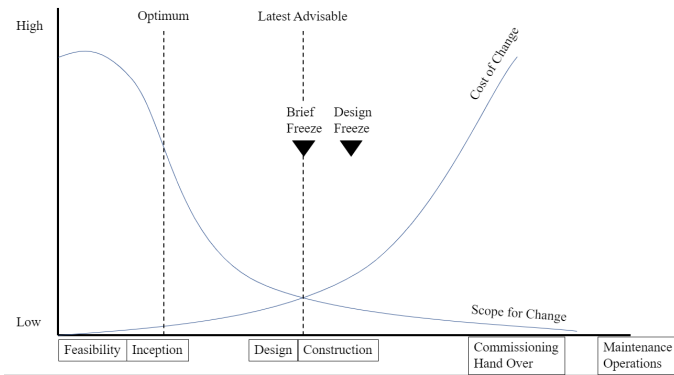 High
Optimum
Latest Advisable
Brief
Freeze
Design
Freeze
Cost of Change
Scope for Change
Low
Feasibility
Inception
Design
Construction
Commissioning
Hand Over
Maintenance
Operations